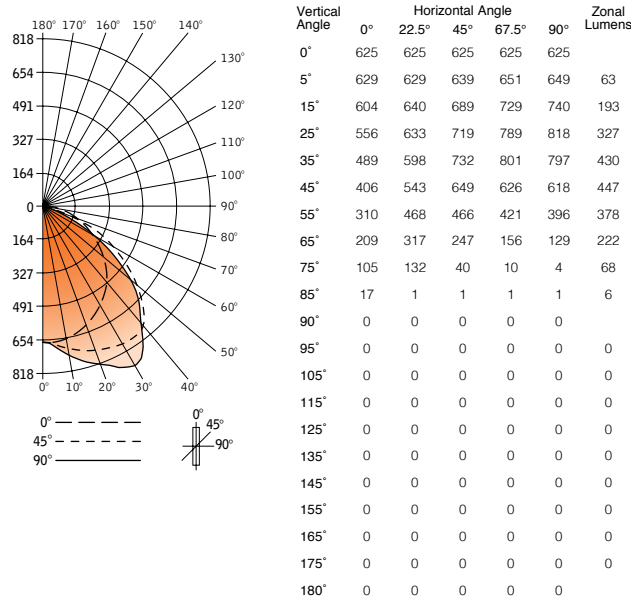 180° 170° 160° 150° 140°
818
130°
654
120°
491
110°
327
100°
164
0
90°
164
80°
327
70°
491
60°
654
50°
818
0° 10° 20° 30° 40°
0°
45°
90°
0°
45°
90°
Vertical Angle Horizontal Angle Zonal Lumens
0° 22.5° 45° 67.5° 90°
0° 625 625 625 625 625
5° 629 629 639 651 649 63
15° 604 640 689 729 740 193
25° 556 633 719 789 818 327
35° 489 598 732 801 797 430
45° 406 543 649 626 618 447
55° 310 468 466 421 396 378
65° 209 317 247 156 129 222
75° 105 132 40 10 4 68
85° 17 1 1 1 1 6
90° 0 0 0 0 0
95° 0 0 0 0 0 0
105° 0 0 0 0 0 0
115° 0 0 0 0 0 0
125° 0 0 0 0 0 0
135° 0 0 0 0 0 0
145° 0 0 0 0 0 0
155° 0 0 0 0 0 0
165° 0 0 0 0 0 0
175° 0 0 0 0 0 0
180° 0 0 0 0 0